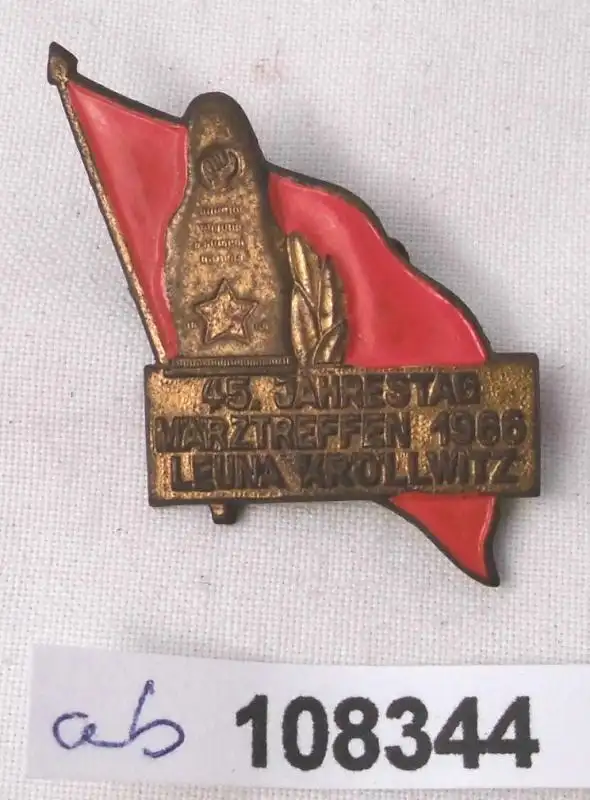 45. JAHRESTAG
MÄRZTREFFEN 1966
LEUNA KRÖLLWITZ
ab 108344